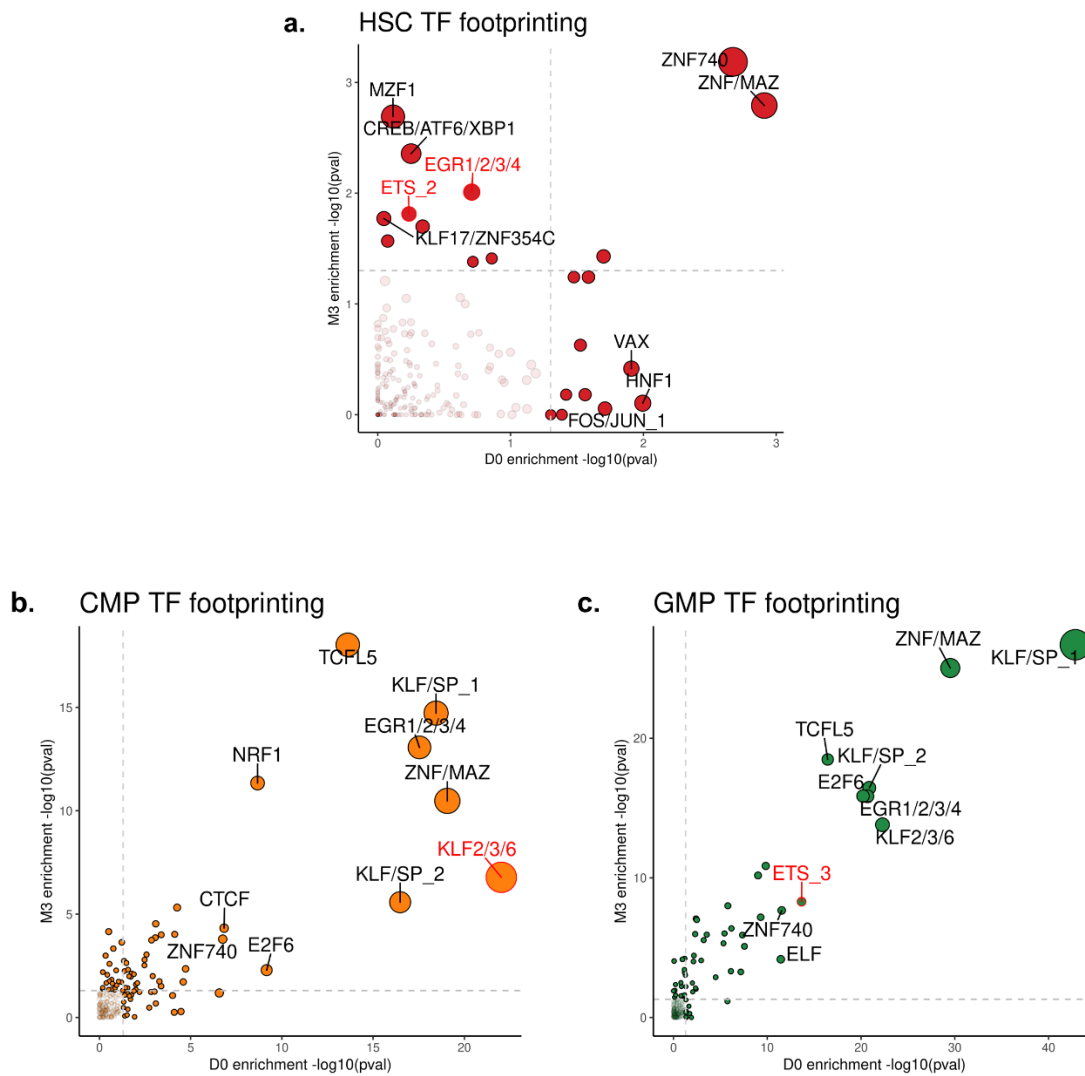 a. HSC TF footprinting
ZNF740
ZNF/MAZ
MZF1
CREB/ATF6/XBP1
EGR1/2/3/4
ETS_2
KLF17/ZNF354C
VAX
HNF1
FOS/JUN_1
M3 enrichment -log10(pval)
3
2
1
0
0 1 2 3
D0 enrichment -log10(pval)
b. CMP TF footprinting
TCFL5
KLF/SP_1
EGR1/2/3/4
NRF1
ZNF/MAZ
KLF2/3/6
KLF/SP_2
CTCF
ZNF740
E2F6
M3 enrichment -log10(pval)
15
10
5
0
0 5 10 15 20
D0 enrichment -log10(pval)
c. GMP TF footprinting
ZNF/MAZ
KLF/SP_1
TCFL5
KLF/SP_2
E2F6
EGR1/2/3/4
KLF2/3/6
ETS_3
ZNF740
ELF
M3 enrichment -log10(pval)
20
10
0
0 10 20 30 40
D0 enrichment -log10(pval)